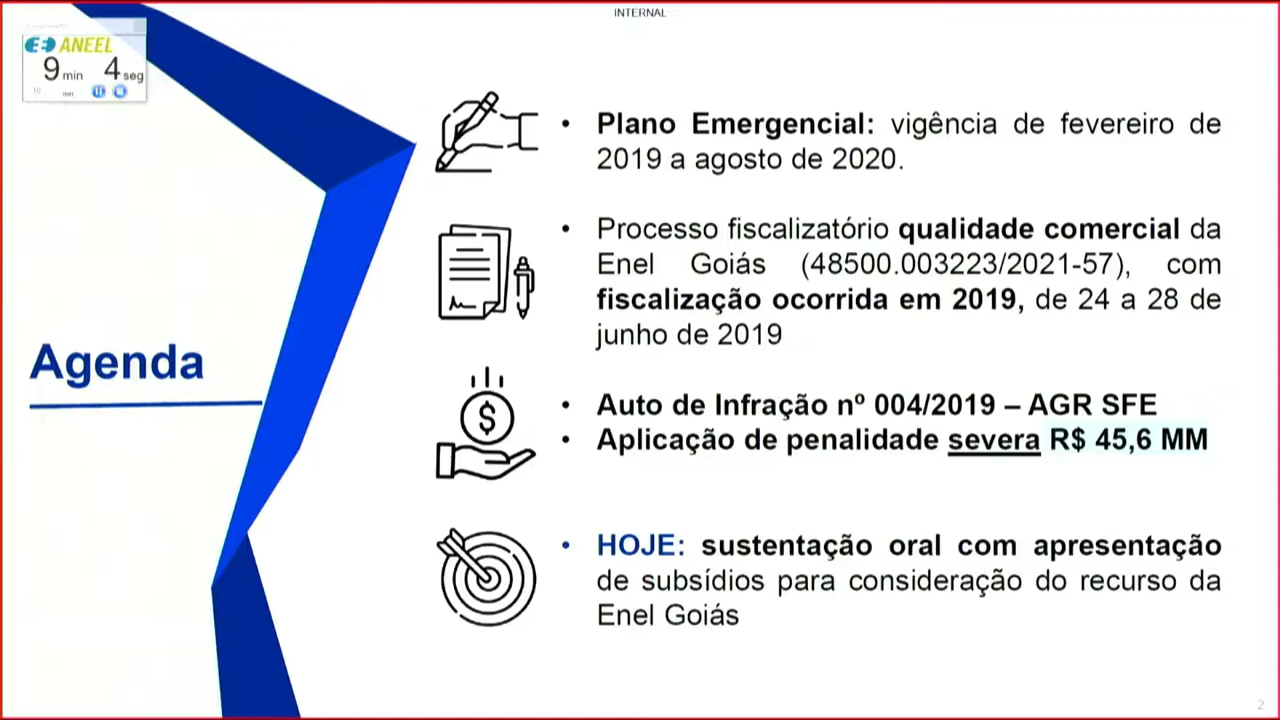 INTERNAL
ANEEL
9 min 4 seg
Plano Emergencial: vigência de fevereiro de
2019 a agosto de 2020.
Processo fiscalizatório qualidade comercial da
Enel Goiás (48500.003223/2021-57), com
fiscalização ocorrida em 2019, de 24 a 28 de
junho de 2019
Agenda
$
• Auto de Infração nº 004/2019 – AGR SFE
• Aplicação de penalidade severa R$ 45,6 MM
• HOJE: sustentação oral com apresentação
de subsídios para consideração do recurso da
Enel Goiás
2